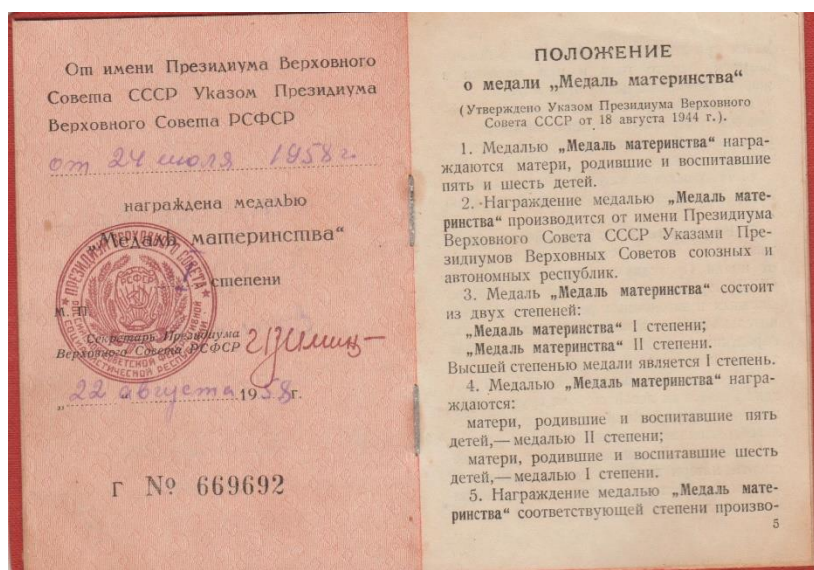 От имени Президиума Верховного
Совета СССР Указом Президиума
Верховного Совета РСФСР
от 24 июля 1958 г.
награждена медалью
„Медаль материнства“
степени
М. П.
Секретарь Президиума
Верховного Совета РСФСР
„22 августа 1958г.
Г № 669692
ПОЛОЖЕНИЕ
о медали „Медаль материнства“
(Утверждено Указом Президиума Верховного
Совета СССР от 18 августа 1944 г.).
1. Медалью „Медаль материнства“ награ-
ждаются матери, родившие и воспитавшие
пять и шесть детей.
2. Награждение медалью „Медаль мате-
ринства“ производится от имени Президиума
Верховного Совета СССР Указами Пре-
зидиумов Верховных Советов союзных и
автономных республик.
3. Медаль „Медаль материнства“ состоит
из двух степеней:
„Медаль материнства“ I степени;
„Медаль материнства“ II степени.
Высшей степенью медали является I степень.
4. Медалью „Медаль материнства“ награ-
ждаются:
матери, родившие и воспитавшие пять
детей,— медалью II степени;
матери, родившие и воспитавшие шесть
детей,— медалью I степени.
5. Награждение медалью „Медаль мате-
ринства“ соответствующей степени произво-
5